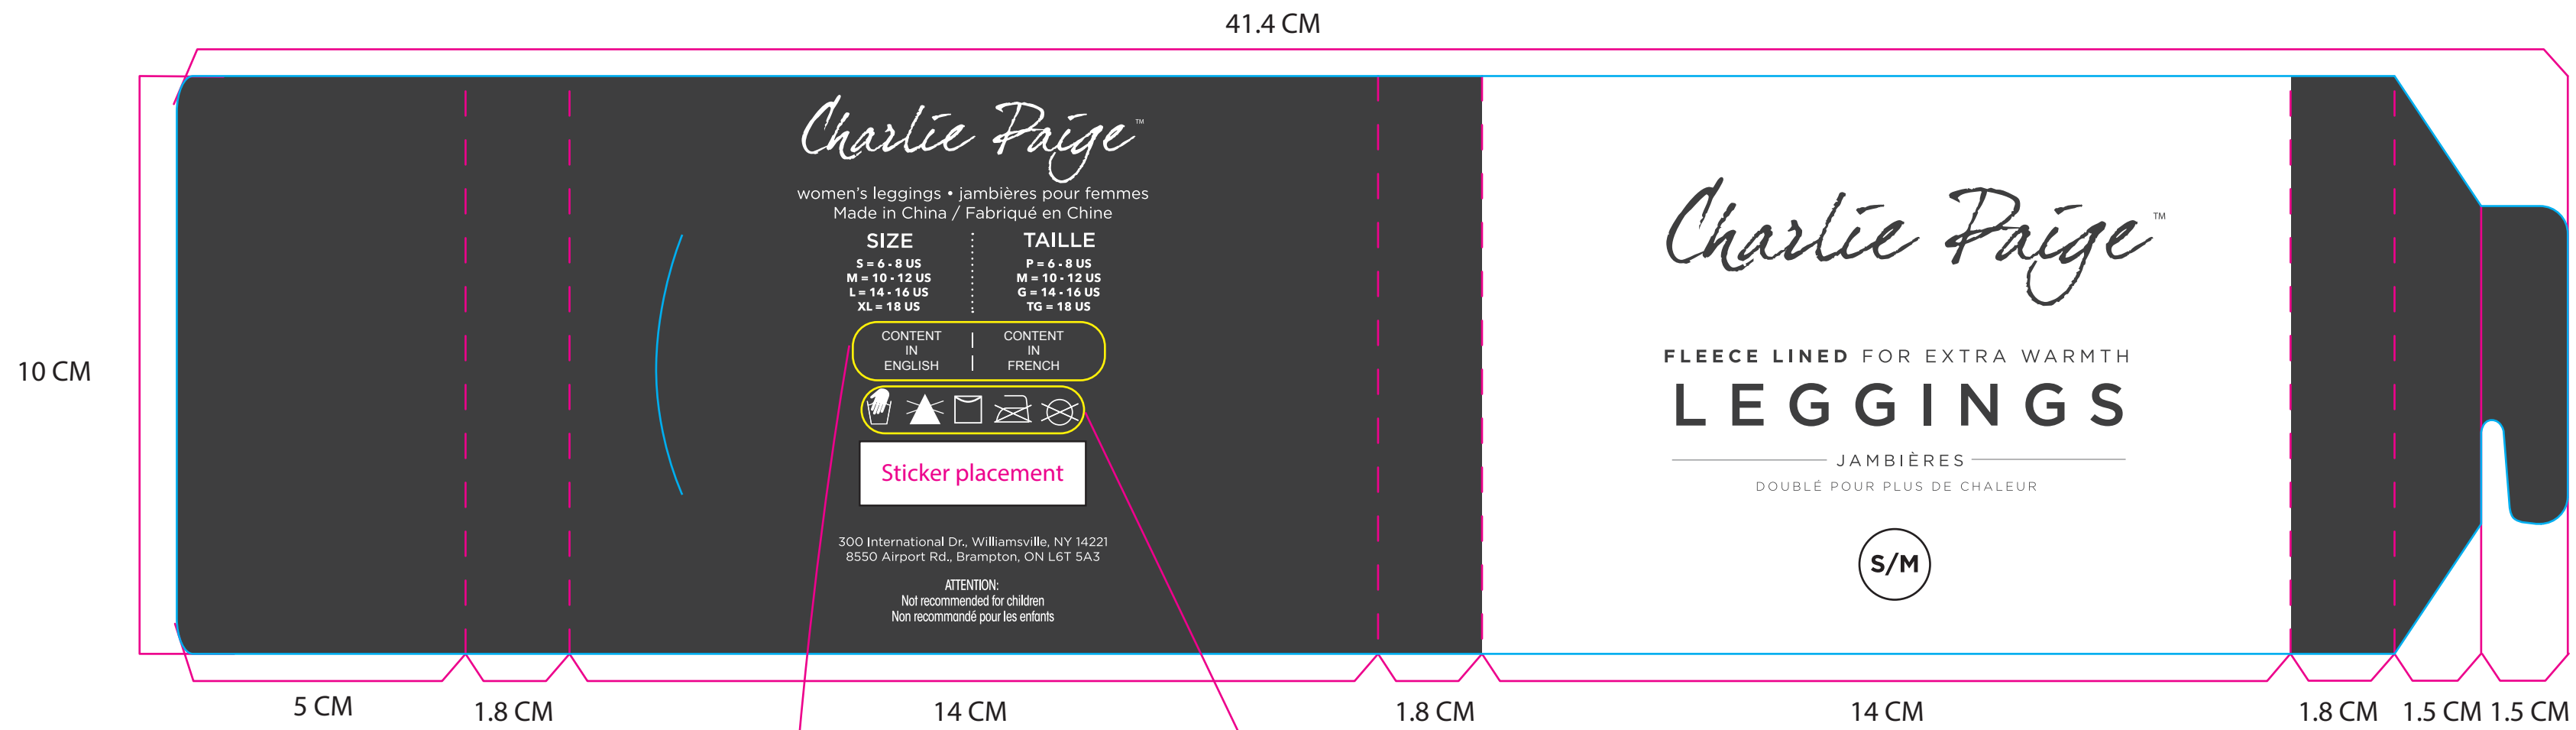 41.4 CM
10 CM
Charlie Paige™
women's leggings • jambières pour femmes
Made in China / Fabriqué en Chine
SIZE
S = 6 - 8 US
M = 10 - 12 US
L = 14 - 16 US
XL = 18 US
TAILLE
P = 6 - 8 US
M = 10 - 12 US
G = 14 - 16 US
TG = 18 US
CONTENT
IN
ENGLISH
CONTENT
IN
FRENCH
Sticker placement
300 International Dr., Williamsville, NY 14221
8550 Airport Rd., Brampton, ON L6T 5A3
ATTENTION:
Not recommended for children
Non recommandé pour les enfants
Charlie Paige™
FLEECE LINED FOR EXTRA WARMTH
LEGGINGS
JAMBIÈRES
DOUBLÉ POUR PLUS DE CHALEUR
S/M
5 CM
1.8 CM
14 CM
1.8 CM
14 CM
1.8 CM
1.5 CM
1.5 CM